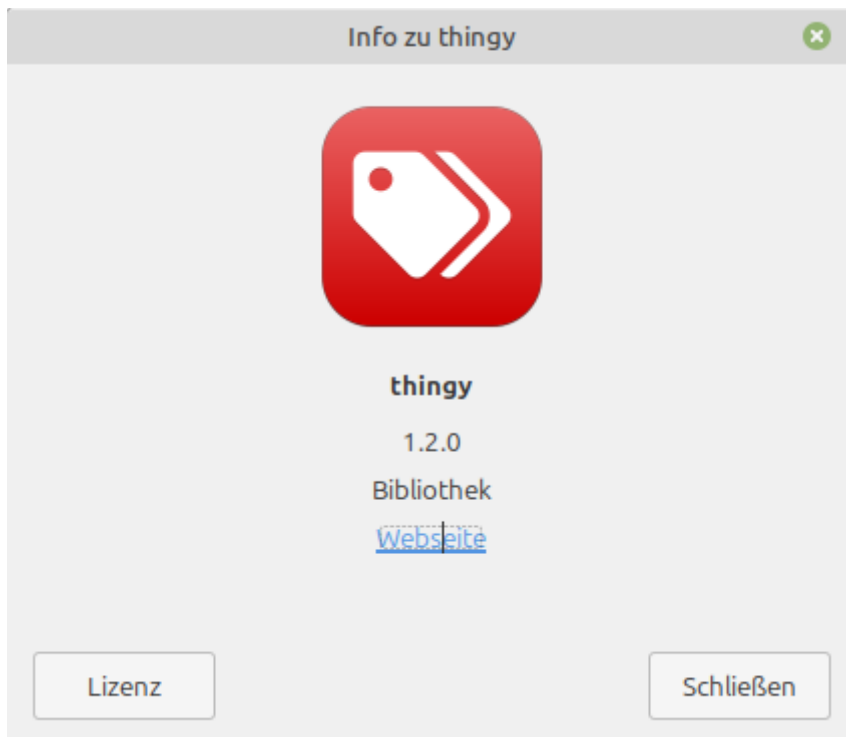 Info zu thingy
thingy
1.2.0
Bibliothek
Webseite
Lizenz
Schließen